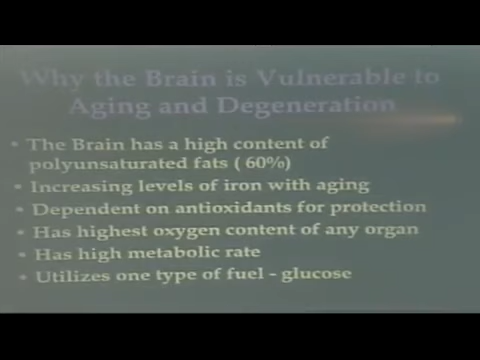 Why the Brain is Vulnerable to
Aging and Degeneration
• The Brain has a high content of
polyunsaturated fats ( 60%)
• Increasing levels of iron with aging
• Dependent on antioxidants for protection
• Has highest oxygen content of any organ
• Has high metabolic rate
• Utilizes one type of fuel - glucose